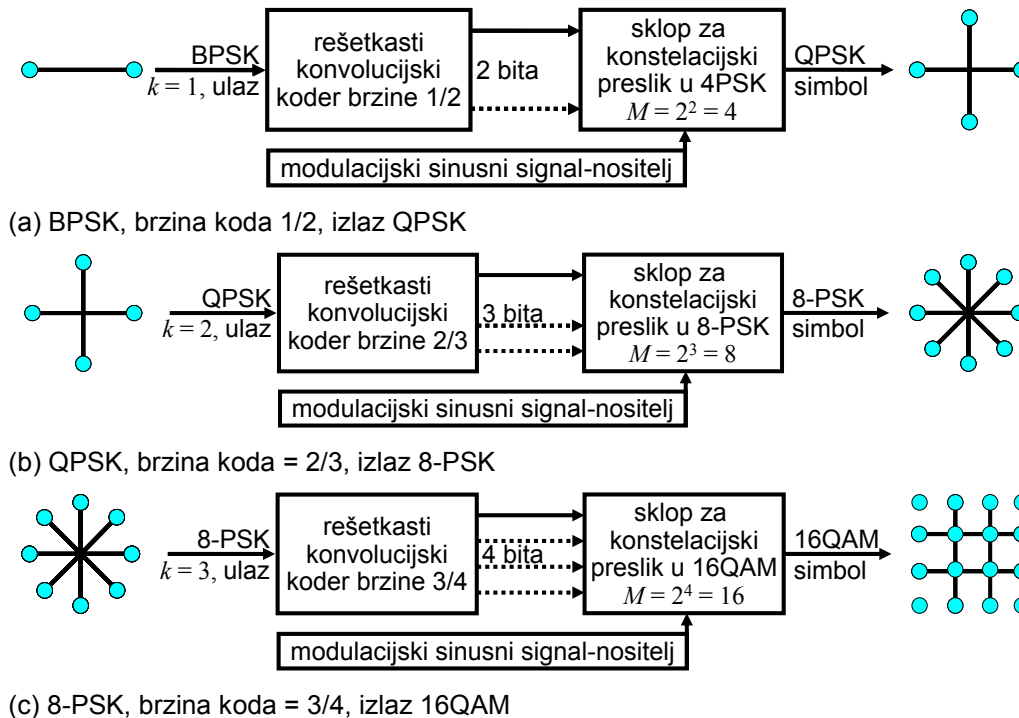 BPSK
k = 1, ulaz
rešetkasti
konvolucijski
koder brzine 1/2
2 bita
sklop za
konstelacijski
preslik u 4PSK
M = 2² = 4
QPSK
simbol
modulacijski sinusni signal-nositelj
(a) BPSK, brzina koda 1/2, izlaz QPSK
QPSK
k = 2, ulaz
rešetkasti
konvolucijski
koder brzine 2/3
3 bita
sklop za
konstelacijski
preslik u 8-PSK
M = 2³ = 8
8-PSK
simbol
modulacijski sinusni signal-nositelj
(b) QPSK, brzina koda = 2/3, izlaz 8-PSK
8-PSK
k = 3, ulaz
rešetkasti
konvolucijski
koder brzine 3/4
4 bita
sklop za
konstelacijski
preslik u 16QAM
M = 2⁴ = 16
16QAM
simbol
modulacijski sinusni signal-nositelj
(c) 8-PSK, brzina koda = 3/4, izlaz 16QAM